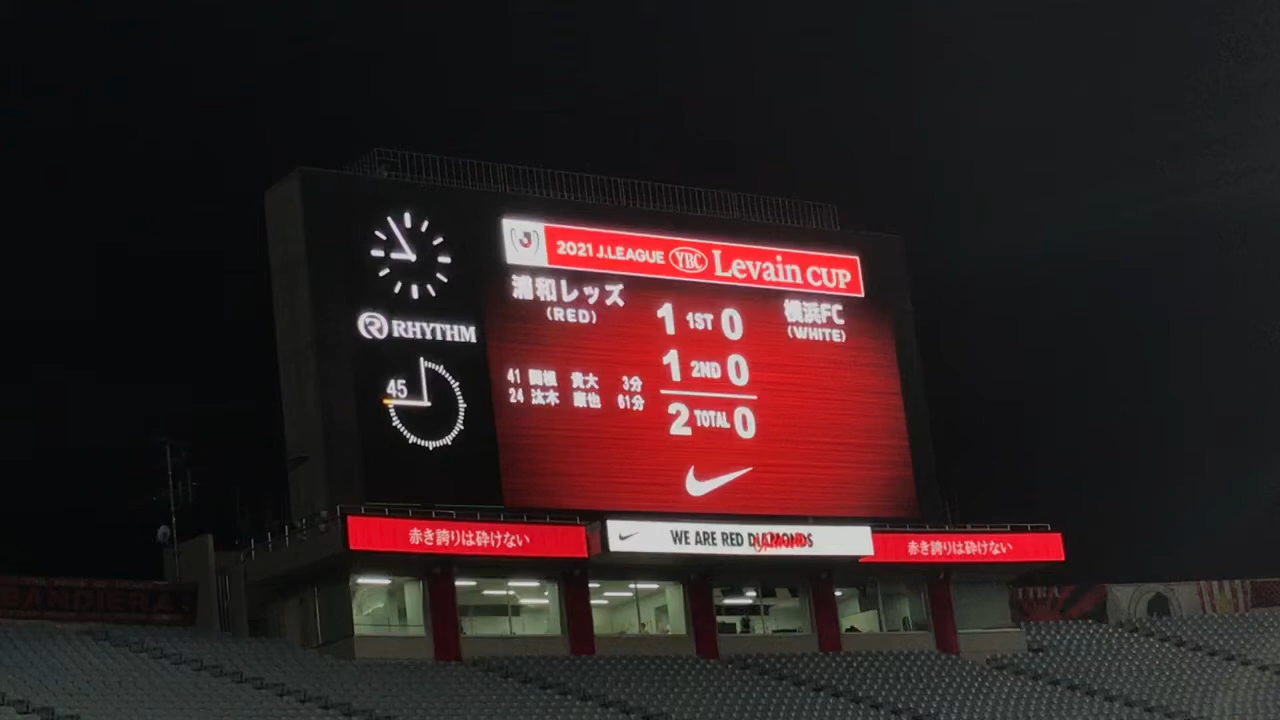 2021 J.LEAGUE YBC Levain CUP
浦和レッズ
(RED)
横浜FC
(WHITE)
1 1ST 0
1 2ND 0
2 TOTAL 0
41 関根 貴大 3分
24 汰木 康也 61分
RHYTHM
45
赤き誇りは砕けない
WE ARE RED DIAMONDS
赤き誇りは砕けない
BANDIERA